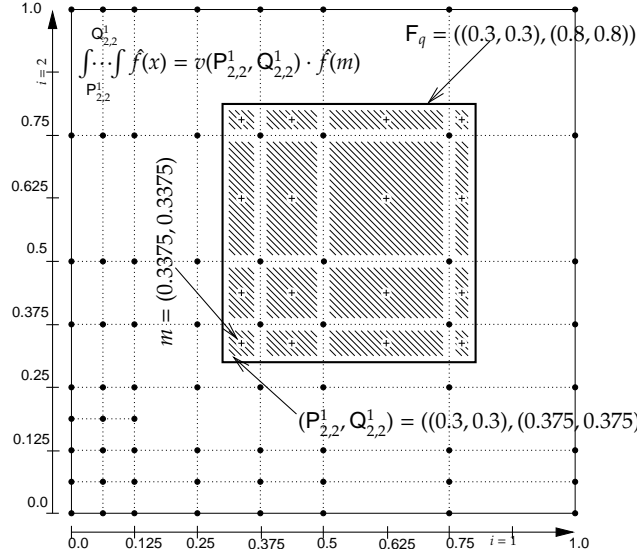 1.0
Q¹₂,₂
F_q = ((0.3, 0.3), (0.8, 0.8))
i = 2
∫···∫ f̂(x) = v(P¹₂,₂, Q¹₂,₂) · f̂(m)
P¹₂,₂
0.75
0.625
m = (0.3375, 0.3375)
0.5
0.375
0.25
(P¹₂,₂, Q¹₂,₂) = ((0.3, 0.3), (0.375, 0.375)
0.125
0.0
i = 1
0.0 0.125 0.25 0.375 0.5 0.625 0.75 1.0